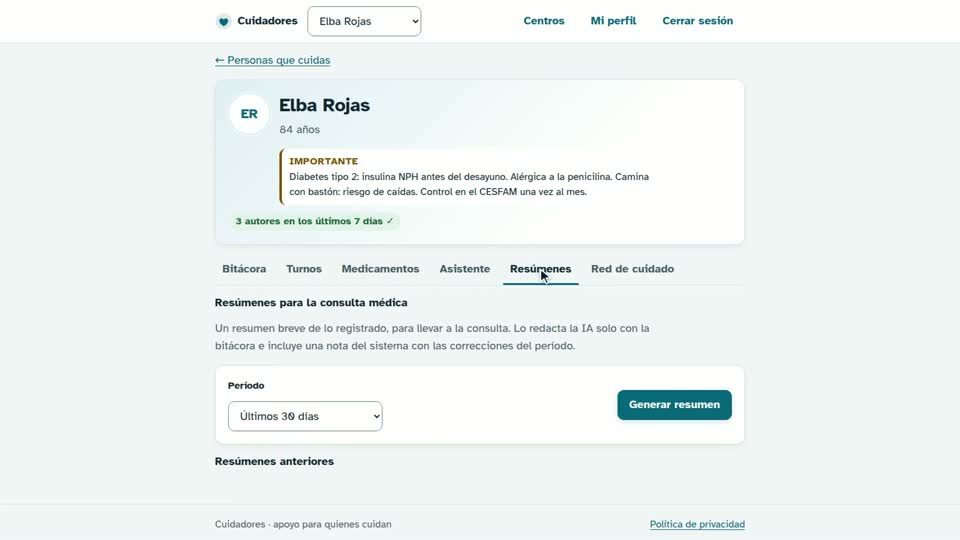 Cuidadores
Elba Rojas
Centros
Mi perfil
Cerrar sesión
← Personas que cuidas
ER
Elba Rojas
84 años
IMPORTANTE
Diabetes tipo 2: insulina NPH antes del desayuno. Alérgica a la penicilina. Camina
con bastón: riesgo de caídas. Control en el CESFAM una vez al mes.
3 autores en los últimos 7 días ✓
Bitácora
Turnos
Medicamentos
Asistente
Resúmenes
Red de cuidado
Resúmenes para la consulta médica
Un resumen breve de lo registrado, para llevar a la consulta. Lo redacta la IA solo con la
bitácora e incluye una nota del sistema con las correcciones del periodo.
Periodo
Últimos 30 días
Generar resumen
Resúmenes anteriores
Cuidadores · apoyo para quienes cuidan
Política de privacidad